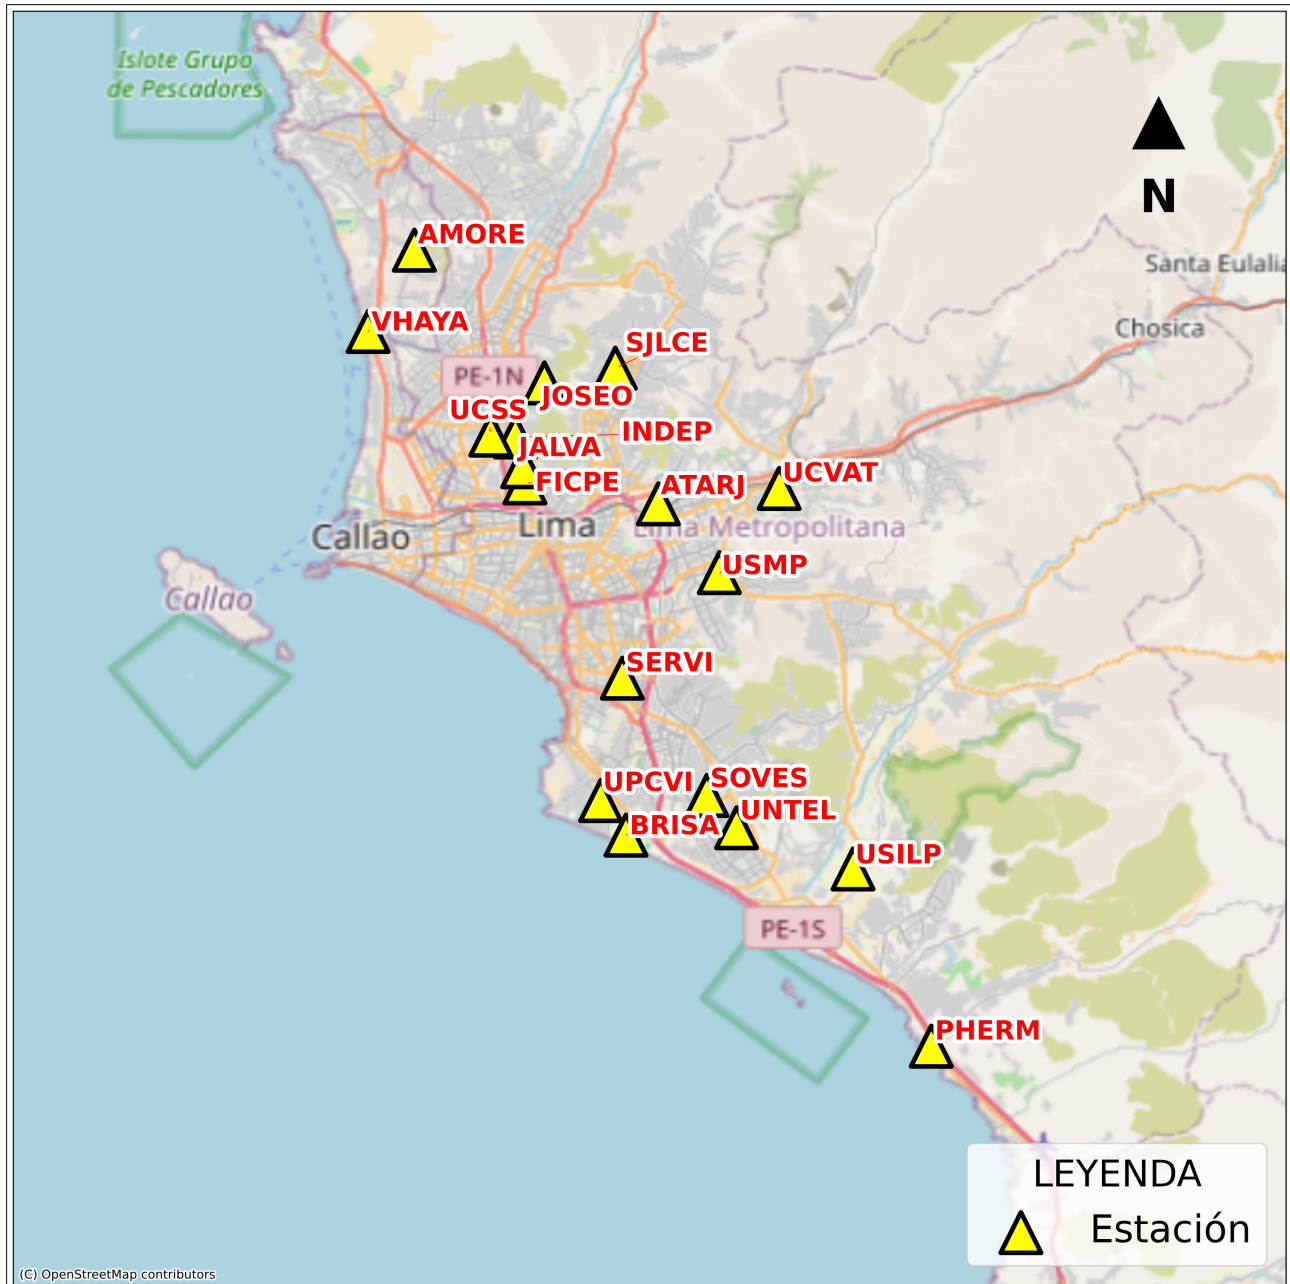 Islote Grupo
de Pescadores
N
AMORE
Santa Eulalia
VHAYA
Chosica
SJLCE
PE-1N
JOSEO
UCSS
INDEP
JALVA
UCVAT
FICPE
ATARJ
Lima
Lima Metropolitana
Callao
USMP
Callao
SERVI
SOVES
UPCVI
UNTEL
BRISA
USILP
PE-1S
PHERM
LEYENDA
Estación
(C) OpenStreetMap contributors